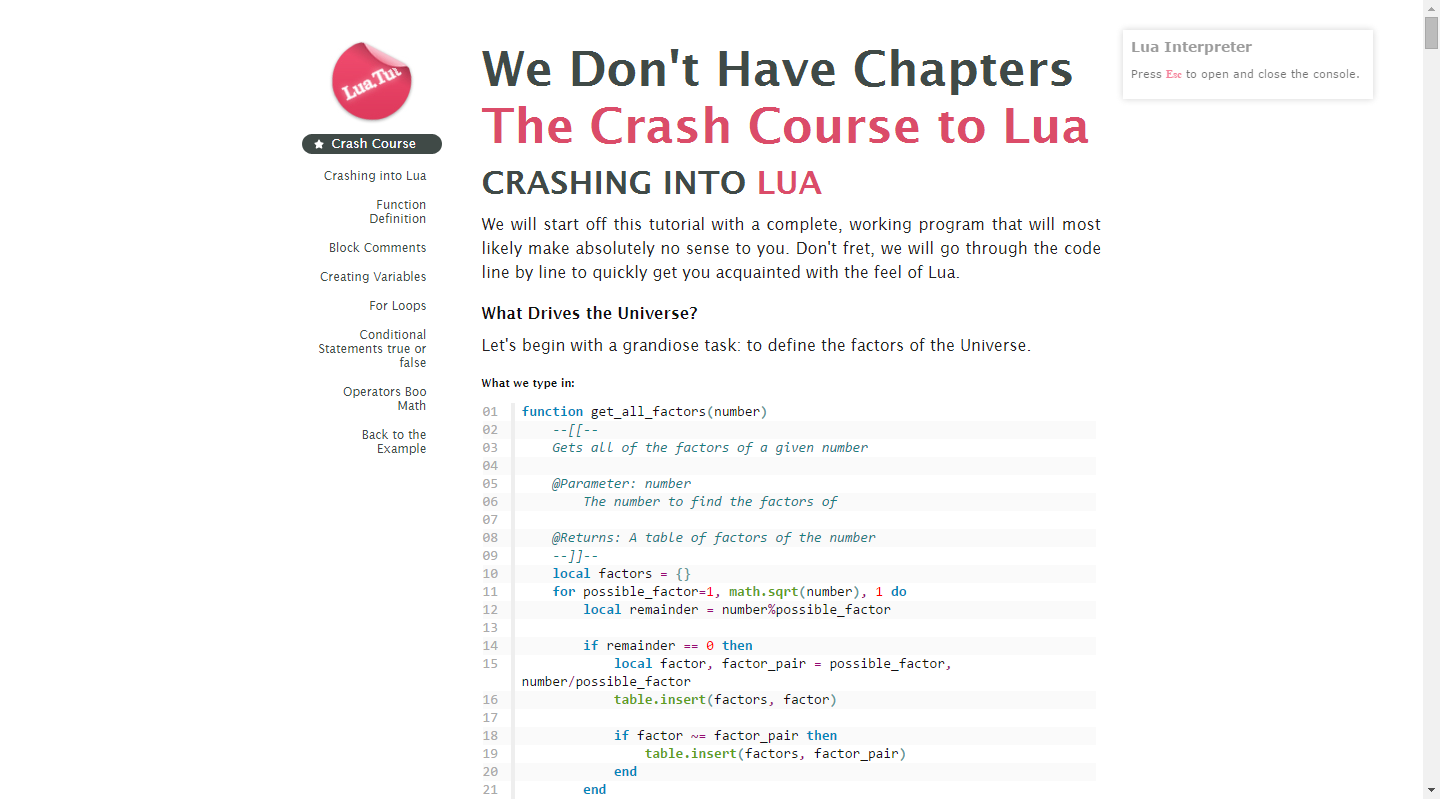 Lua.Tut
Crash Course
Crashing into Lua
Function
Definition
Block Comments
Creating Variables
For Loops
Conditional
Statements true or
false
Operators Boo
Math
Back to the
Example
We Don't Have Chapters
The Crash Course to Lua
CRASHING INTO LUA
We will start off this tutorial with a complete, working program that will most
likely make absolutely no sense to you. Don't fret, we will go through the code
line by line to quickly get you acquainted with the feel of Lua.
What Drives the Universe?
Let's begin with a grandiose task: to define the factors of the Universe.
What we type in:
01 function get_all_factors(number)
02     --[[--
03     Gets all of the factors of a given number
04
05     @Parameter: number
06         The number to find the factors of
07
08     @Returns: A table of factors of the number
09     --]]--
10     local factors = {}
11     for possible_factor=1, math.sqrt(number), 1 do
12         local remainder = number%possible_factor
13
14         if remainder == 0 then
15             local factor, factor_pair = possible_factor,
number/possible_factor
16             table.insert(factors, factor)
17
18             if factor ~= factor_pair then
19                 table.insert(factors, factor_pair)
20             end
21         end
Lua Interpreter
Press Esc to open and close the console.